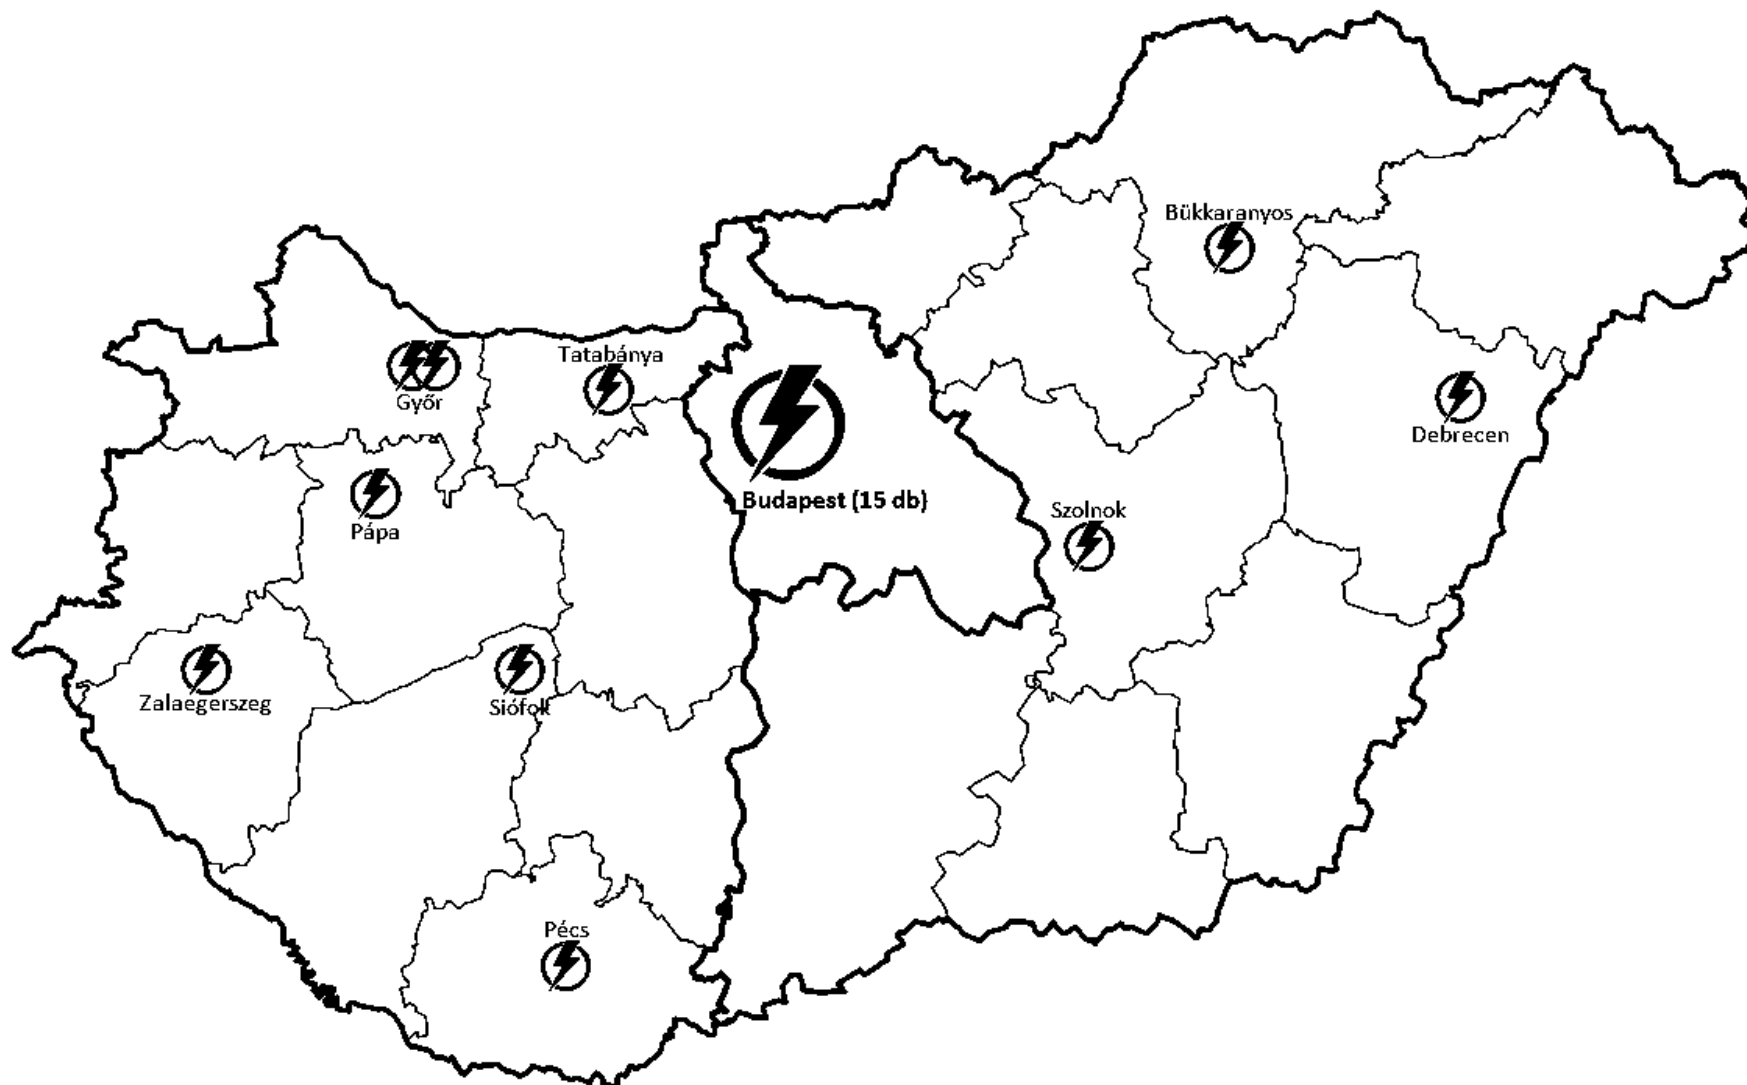 Bükkaranyos
Tatabánya
Győr
Debrecen
Budapest (15 db)
Szolnok
Pápa
Zalaegerszeg
Siófok
Pécs